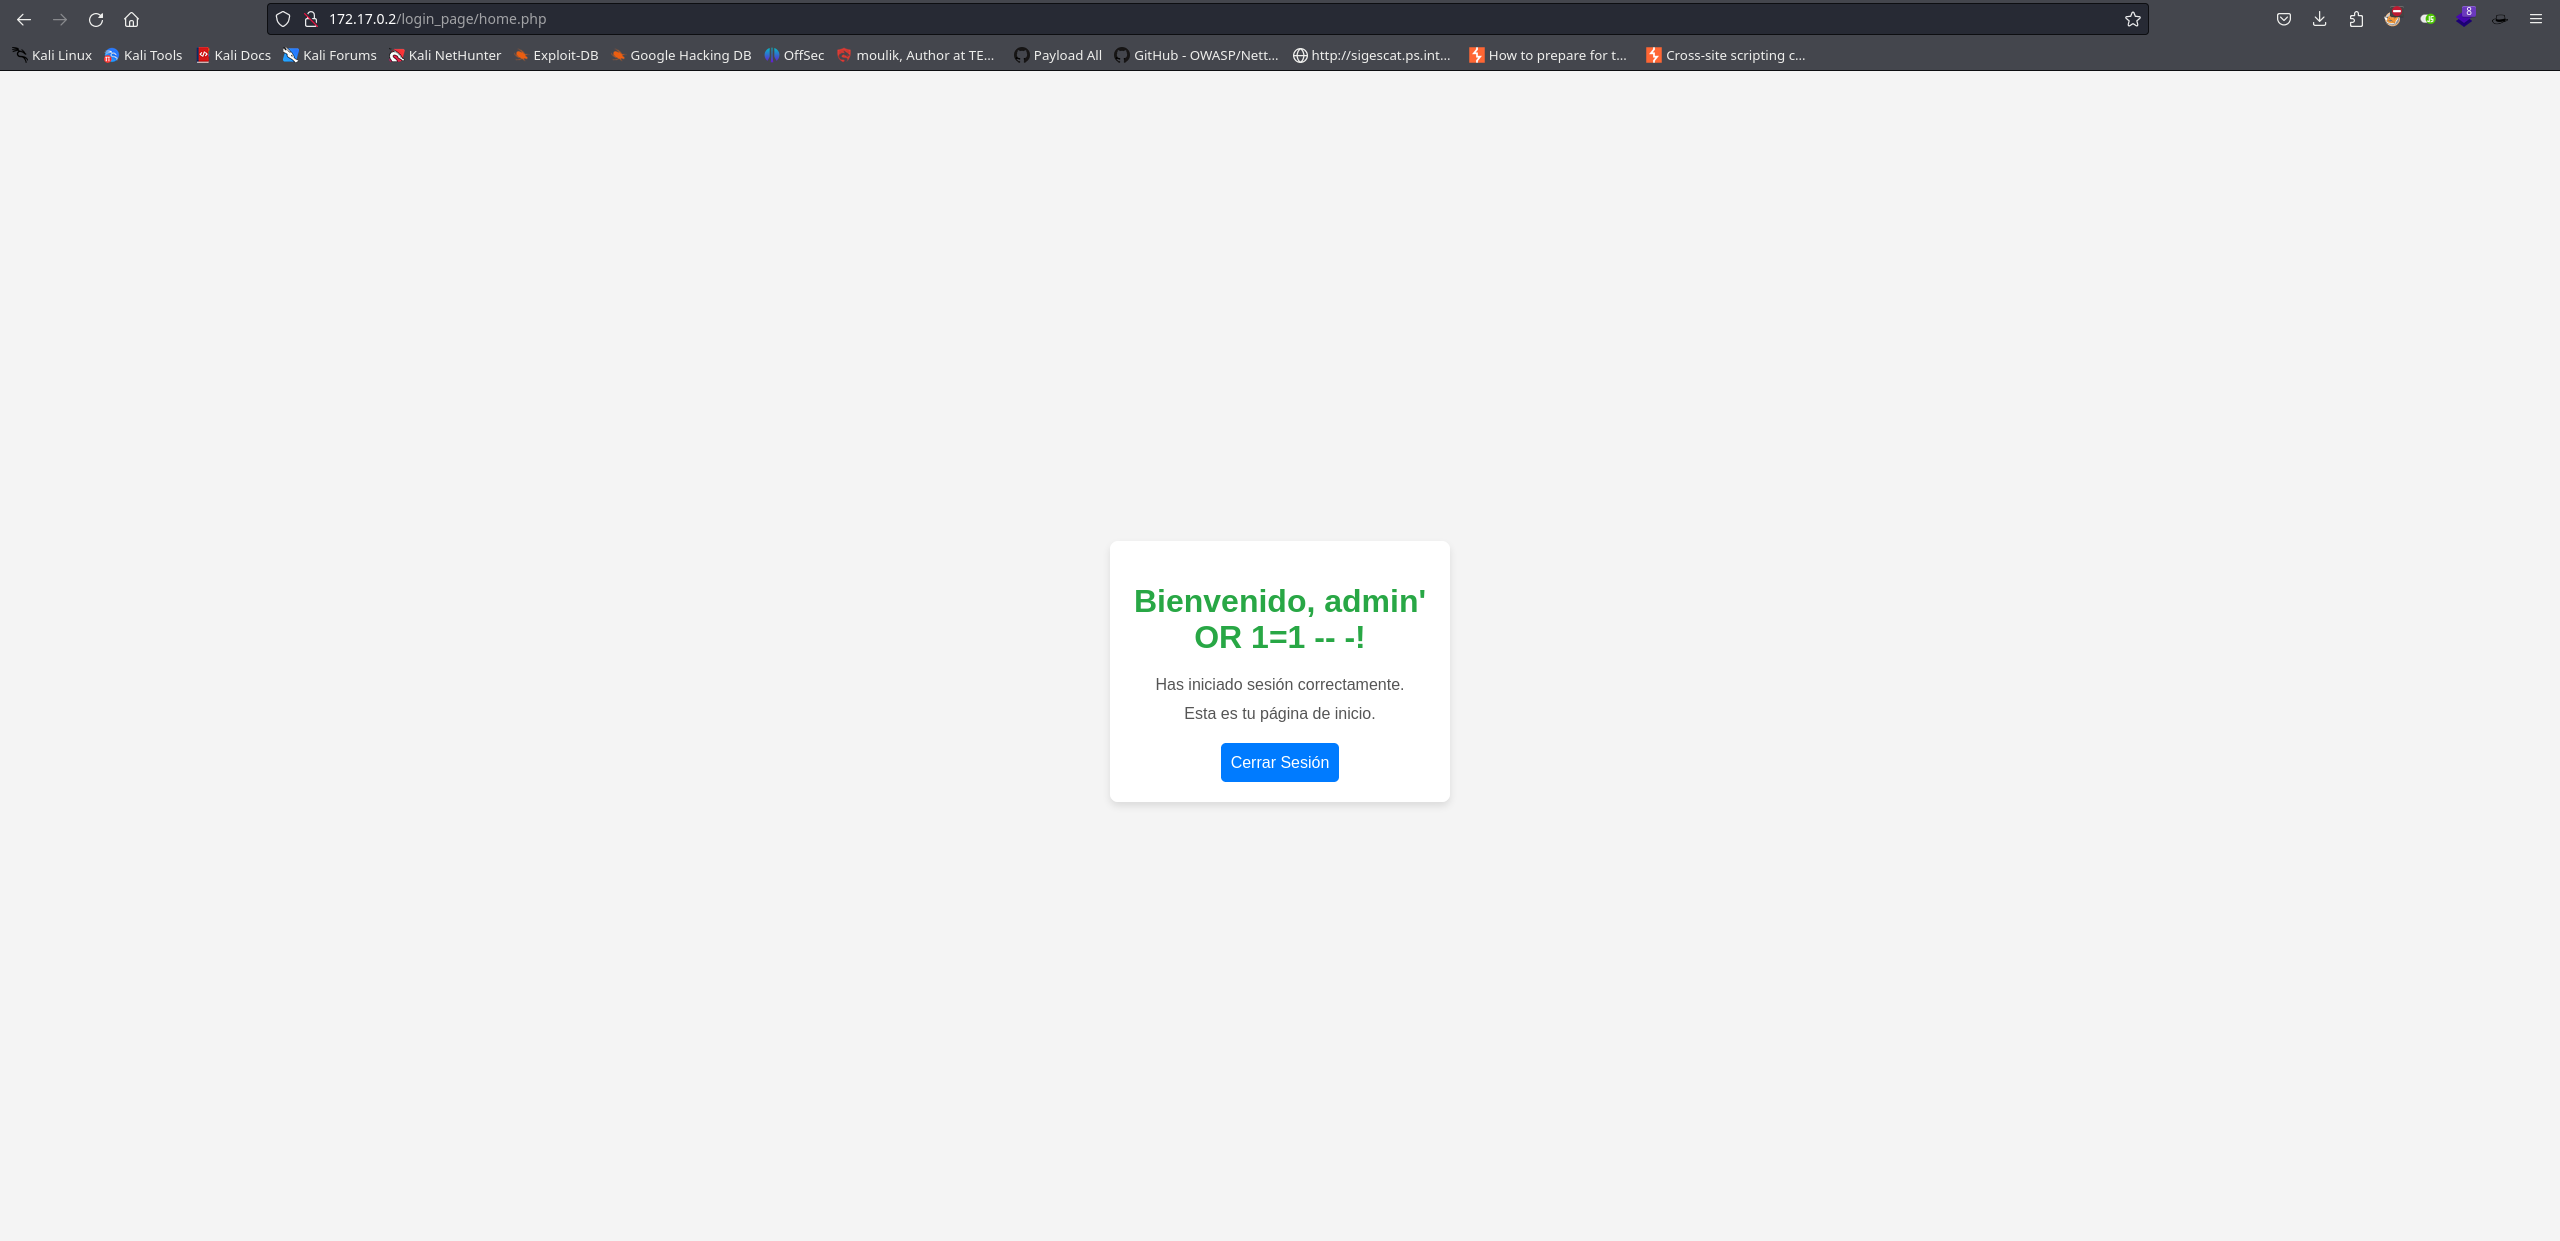 172.17.0.2/login_page/home.php
8
Kali Linux Kali Tools Kali Docs Kali Forums Kali NetHunter Exploit-DB Google Hacking DB OffSec moulik, Author at TE... Payload All GitHub - OWASP/Nett... http://sigescat.ps.int... How to prepare for t... Cross-site scripting c...
Bienvenido, admin'
OR 1=1 -- -!
Has iniciado sesión correctamente.
Esta es tu página de inicio.
Cerrar Sesión